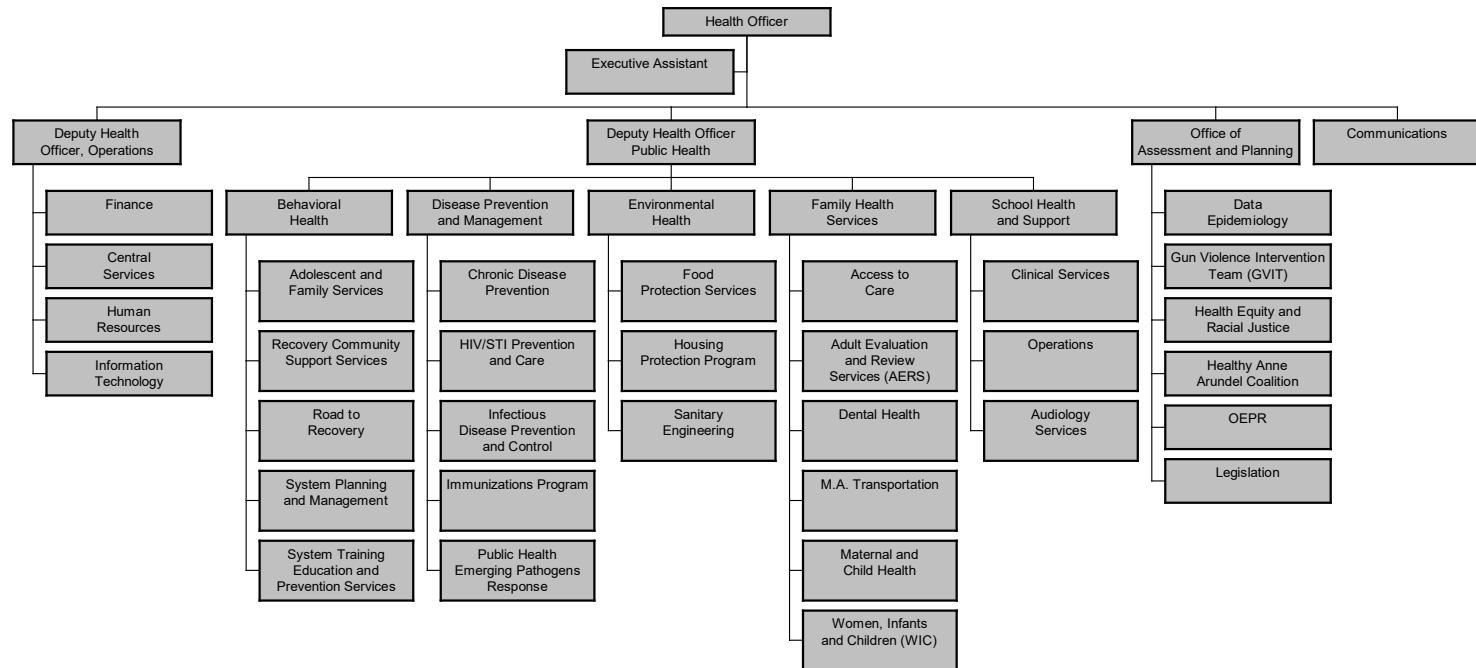 Health Officer
Executive Assistant
Deputy Health
Officer, Operations
Deputy Health Officer
Public Health
Office of
Assessment and Planning
Communications
Finance
Central
Services
Human
Resources
Information
Technology
Behavioral
Health
Adolescent and
Family Services
Recovery Community
Support Services
Road to
Recovery
System Planning
and Management
System Training
Education and
Prevention Services
Disease Prevention
and Management
Chronic Disease
Prevention
HIV/STI Prevention
and Care
Infectious
Disease Prevention
and Control
Immunizations Program
Public Health
Emerging Pathogens
Response
Environmental
Health
Food
Protection Services
Housing
Protection Program
Sanitary
Engineering
Family Health
Services
Access to
Care
Adult Evaluation
and Review
Services (AERS)
Dental Health
M.A. Transportation
Maternal and
Child Health
Women, Infants
and Children (WIC)
School Health
and Support
Clinical Services
Operations
Audiology
Services
Data
Epidemiology
Gun Violence Intervention
Team (GVIT)
Health Equity and
Racial Justice
Healthy Anne
Arundel Coalition
OEPR
Legislation